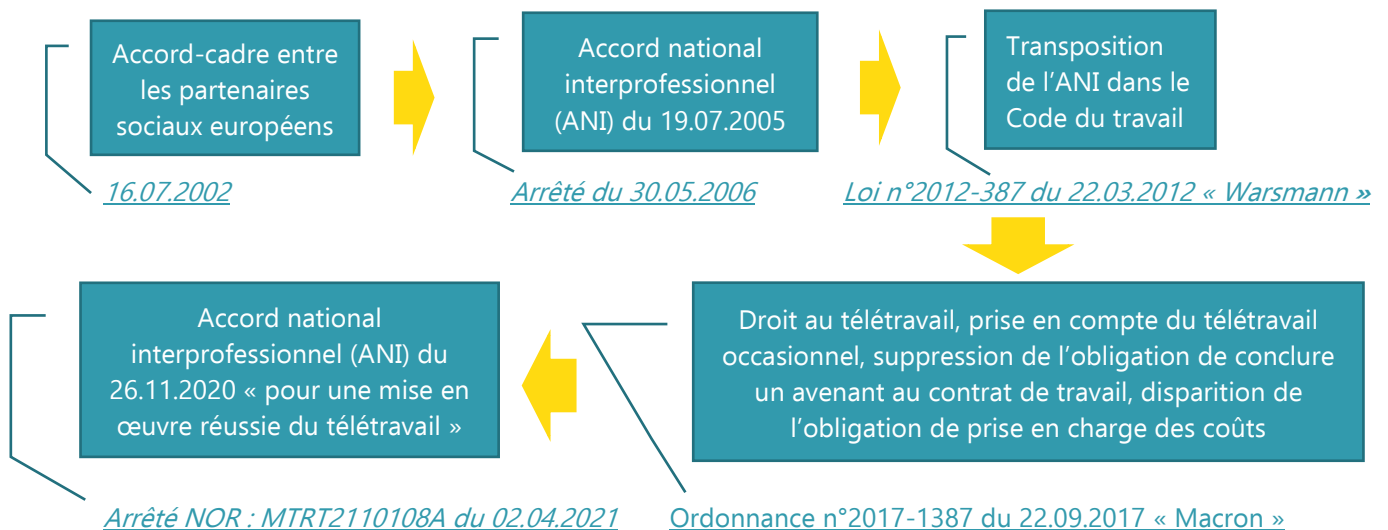 Accord-cadre entre
les partenaires
sociaux européens
16.07.2002
Accord national
interprofessionnel
(ANI) du 19.07.2005
Arrêté du 30.05.2006
Transposition
de l'ANI dans le
Code du travail
Loi n°2012-387 du 22.03.2012 « Warsmann »
Droit au télétravail, prise en compte du télétravail
occasionnel, suppression de l'obligation de conclure
un avenant au contrat de travail, disparition de
l'obligation de prise en charge des coûts
Ordonnance n°2017-1387 du 22.09.2017 « Macron »
Accord national
interprofessionnel (ANI) du
26.11.2020 « pour une mise en
œuvre réussie du télétravail »
Arrêté NOR : MTRT2110108A du 02.04.2021